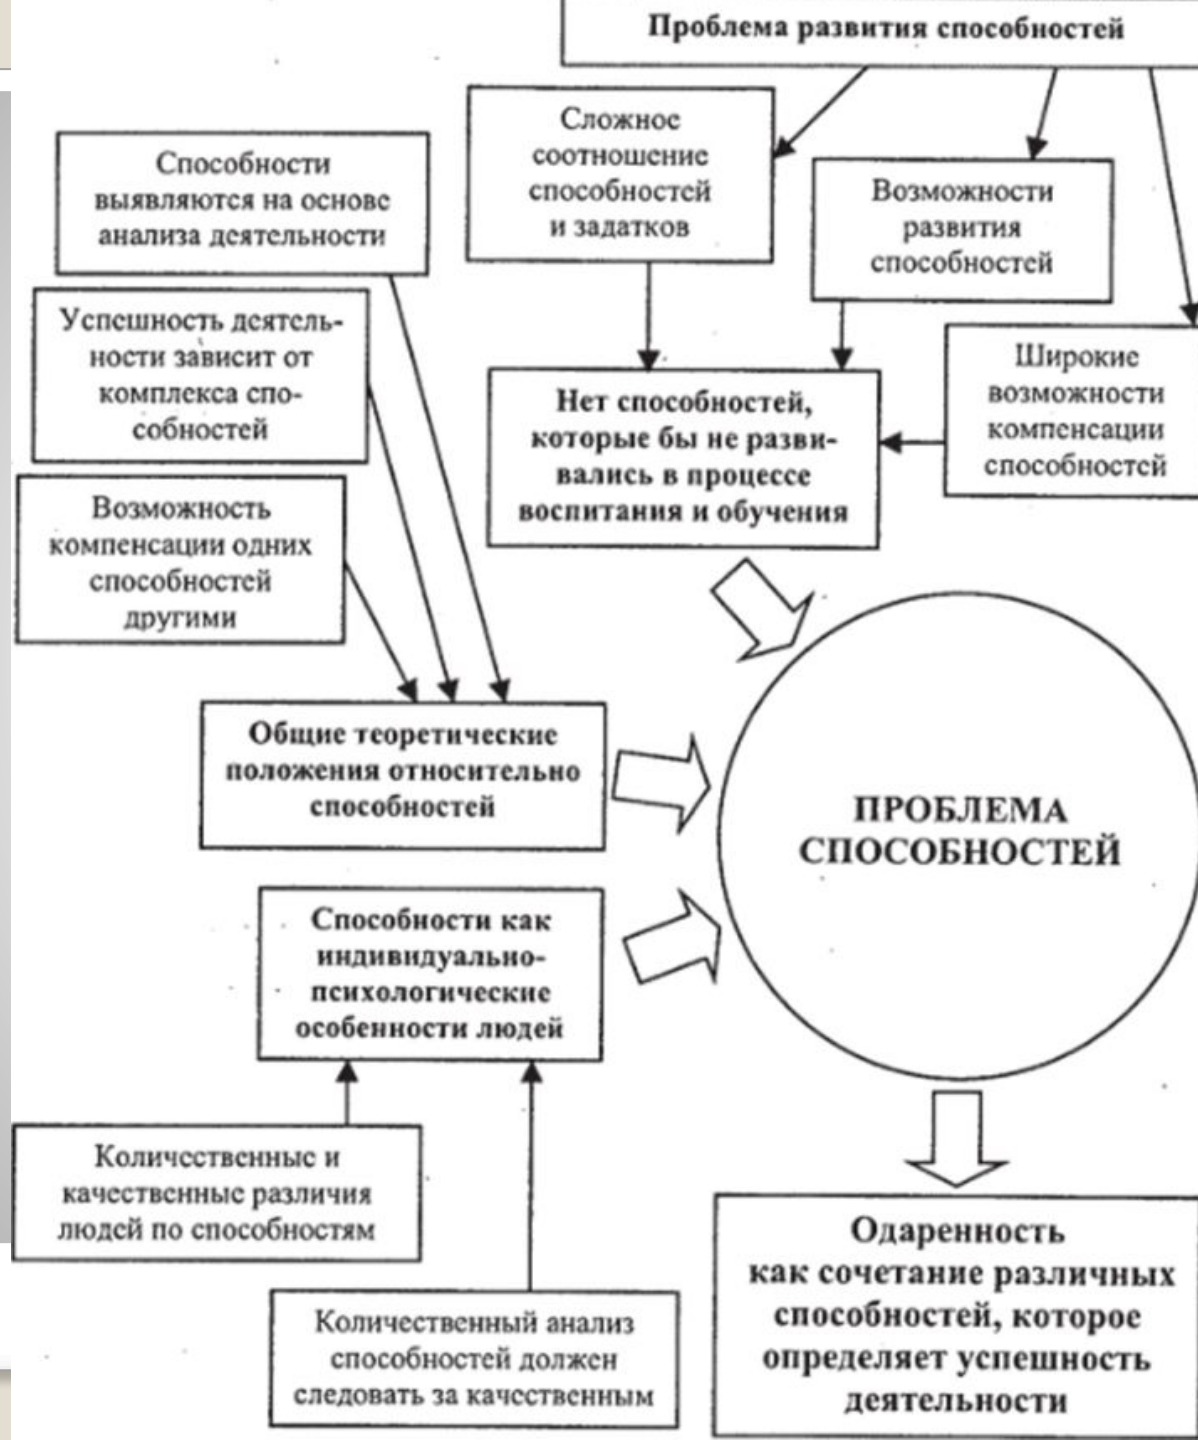 Проблема развития способностей
Сложное
соотношение
способностей
и задатков
Способности
выявляются на основе
анализа деятельности
Возможности
развития
способностей
Успешность деятель-
ности зависит от
комплекса спо-
собностей
Широкие
возможности
компенсации
способностей
Нет способностей,
которые бы не разви-
вались в процессе
воспитания и обучения
Возможность
компенсации одних
способностей
другими
Общие теоретические
положения относительно
способностей
ПРОБЛЕМА
СПОСОБНОСТЕЙ
Способности как
индивидуально-
психологические
особенности людей
Количественные и
качественные различия
людей по способностям
Одаренность
как сочетание различных
способностей, которое
определяет успешность
деятельности
Количественный анализ
способностей должен
следовать за качественным